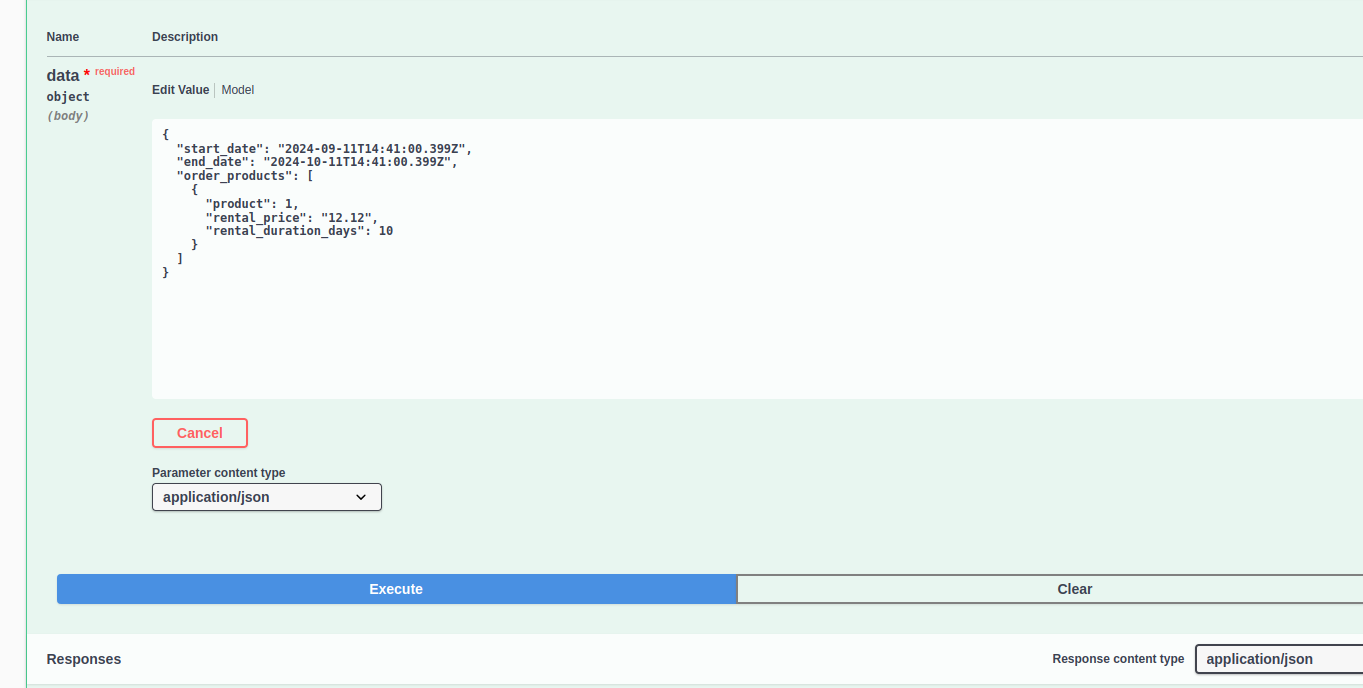 Name Description
data * required
object
(body)
Edit Value | Model
{
  "start_date": "2024-09-11T14:41:00.399Z",
  "end_date": "2024-10-11T14:41:00.399Z",
  "order_products": [
    {
      "product": 1,
      "rental_price": "12.12",
      "rental_duration_days": 10
    }
  ]
}
Cancel
Parameter content type
application/json
Execute Clear
Responses Response content type application/json